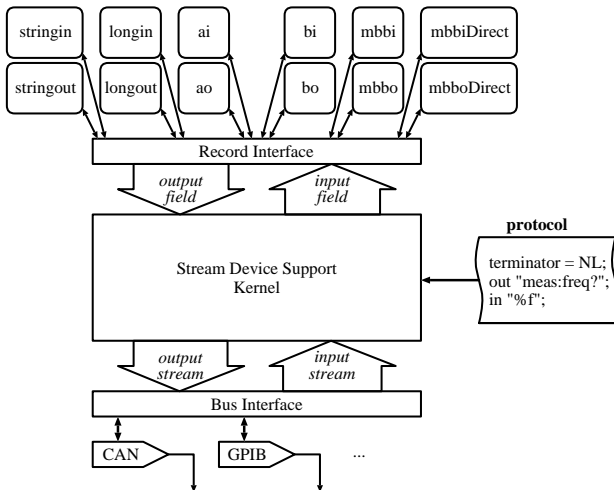 stringin longin ai bi mbbi mbbiDirect
stringout longout ao bo mbbo mbboDirect
Record Interface
output
field
input
field
protocol
terminator = NL;
out "meas:freq?";
in "%f";
Stream Device Support
Kernel
output
stream
input
stream
Bus Interface
CAN GPIB ...